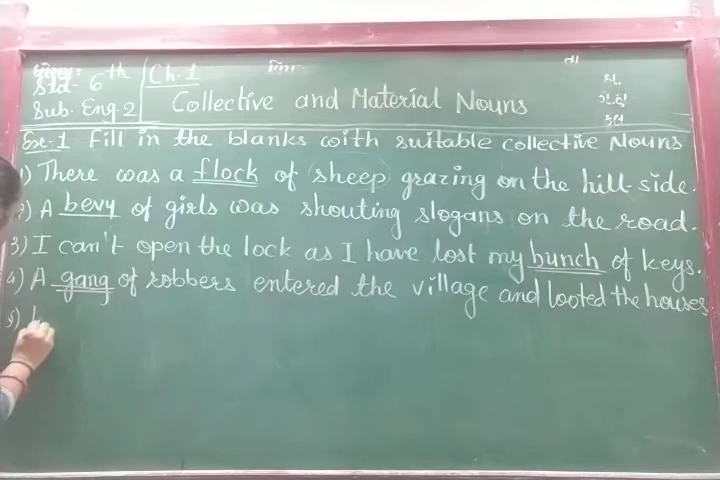 Std- 6th Ch.1
Sub. Eng-2 Collective and Material Nouns
Ex-1 Fill in the blanks with suitable collective Nouns
1) There was a flock of sheep grazing on the hill-side.
2) A bevy of girls was shouting slogans on the road.
3) I can't open the lock as I have lost my bunch of keys.
4) A gang of robbers entered the village and looted the houses.
5)